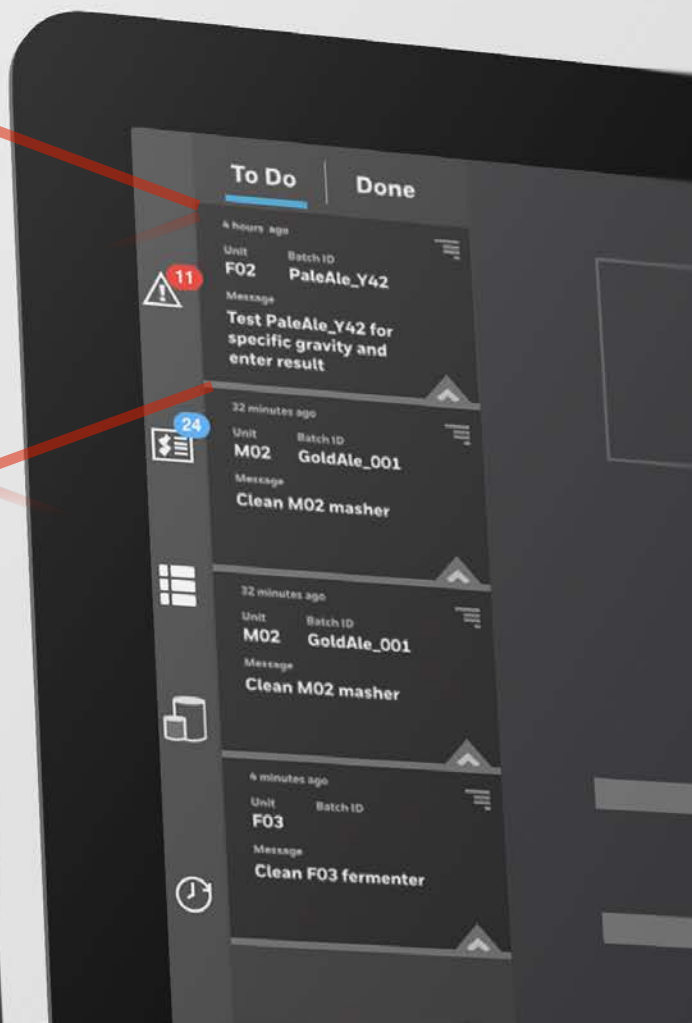 To Do
Done
4 hours ago
Unit
Batch ID
F02
PaleAle_Y42
11
Message
Test PaleAle_Y42 for
specific gravity and
enter result
32 minutes ago
24
Unit
Batch ID
M02
GoldAle_001
Message
Clean M02 masher
32 minutes ago
Unit
Batch ID
M02
GoldAle_001
Message
Clean M02 masher
4 minutes ago
Unit
Batch ID
F03
Message
Clean F03 fermenter